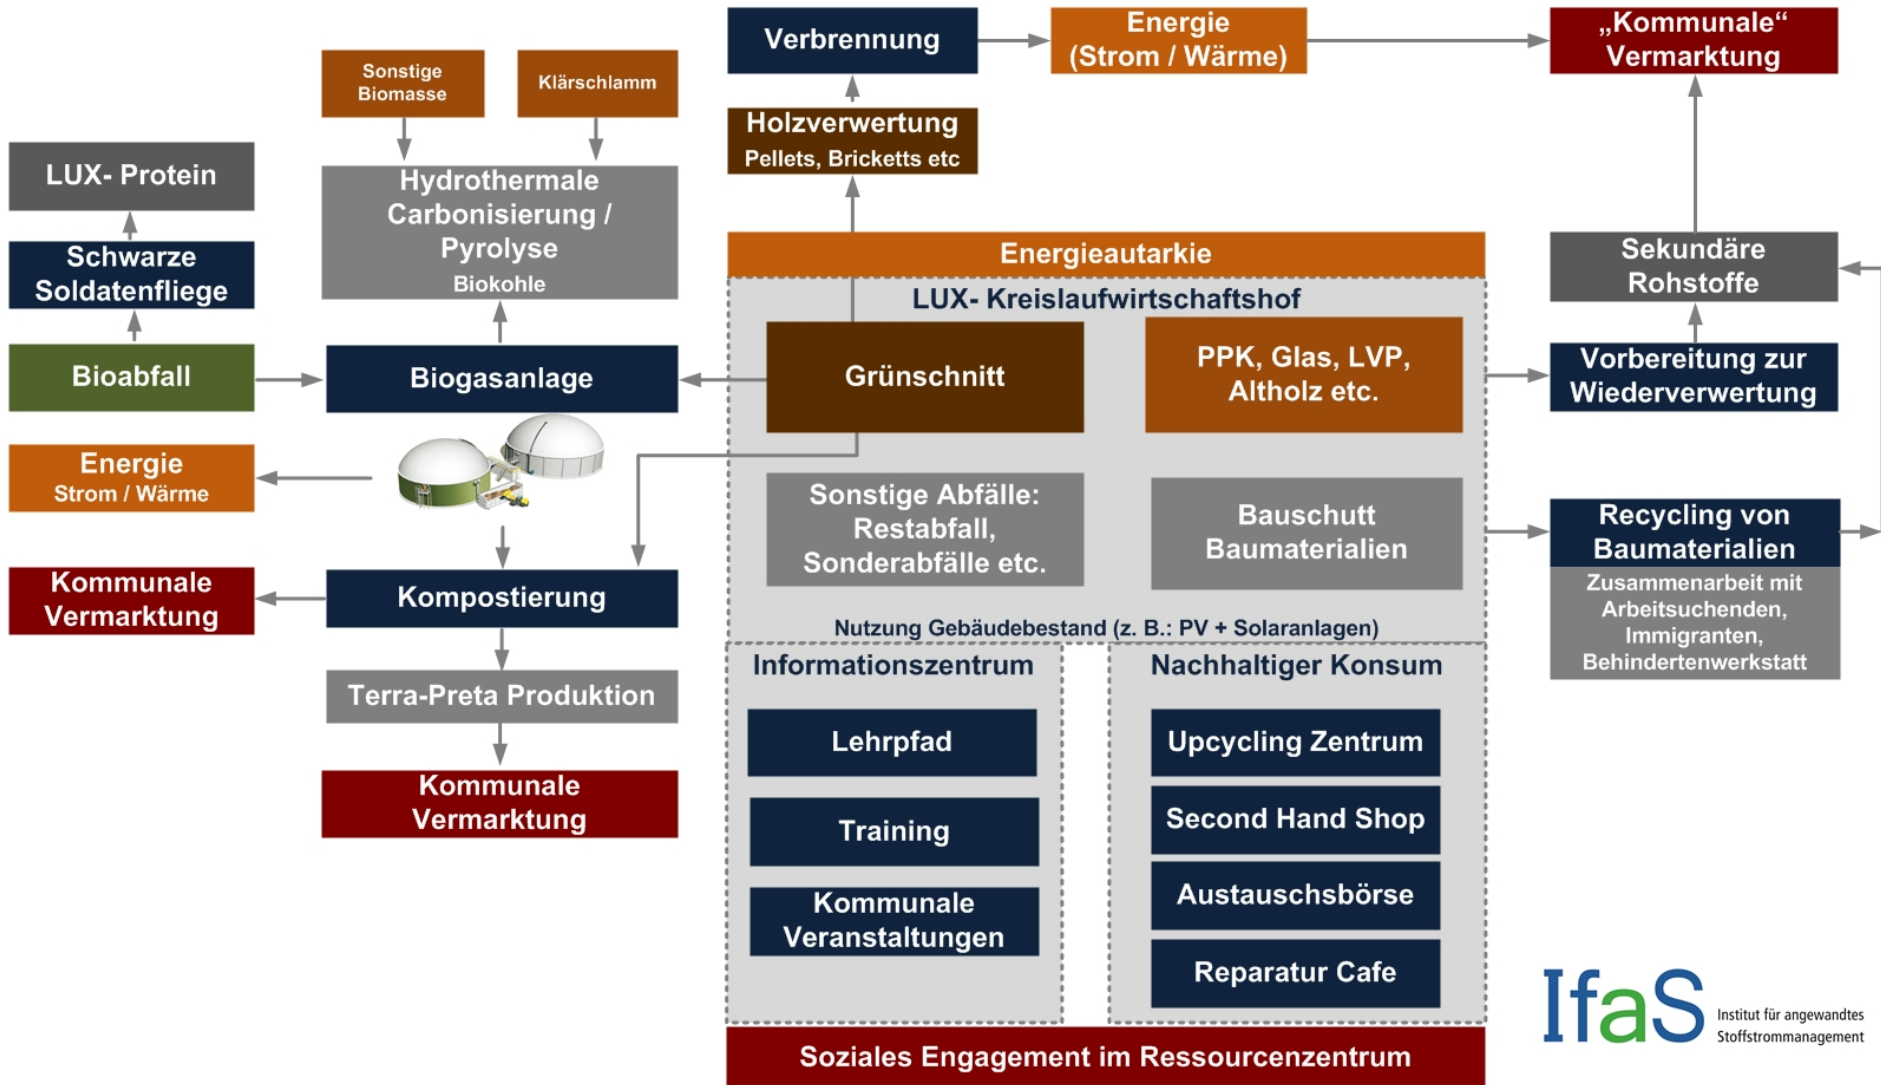 Verbrennung
Energie
(Strom / Wärme)
„Kommunale“
Vermarktung
Sonstige
Biomasse
Klärschlamm
Holzverwertung
Pellets, Bricketts etc
LUX- Protein
Hydrothermale
Carbonisierung /
Pyrolyse
Biokohle
Schwarze
Soldatenfliege
Energieautarkie
LUX- Kreislaufwirtschaftshof
Sekundäre
Rohstoffe
Bioabfall
Biogasanlage
Grünschnitt
PPK, Glas, LVP,
Altholz etc.
Vorbereitung zur
Wiederverwertung
Energie
Strom / Wärme
Sonstige Abfälle:
Restabfall,
Sonderabfälle etc.
Bauschutt
Baumaterialien
Recycling von
Baumaterialien
Zusammenarbeit mit
Arbeitsuchenden,
Immigranten,
Behindertenwerkstatt
Kommunale
Vermarktung
Kompostierung
Nutzung Gebäudebestand (z. B.: PV + Solaranlagen)
Terra-Preta Produktion
Kommunale
Vermarktung
Informationszentrum
Lehrpfad
Training
Kommunale
Veranstaltungen
Nachhaltiger Konsum
Upcycling Zentrum
Second Hand Shop
Austauschsbörse
Reparatur Cafe
Soziales Engagement im Ressourcenzentrum
IfaS
Institut für angewandtes
Stoffstrommanagement